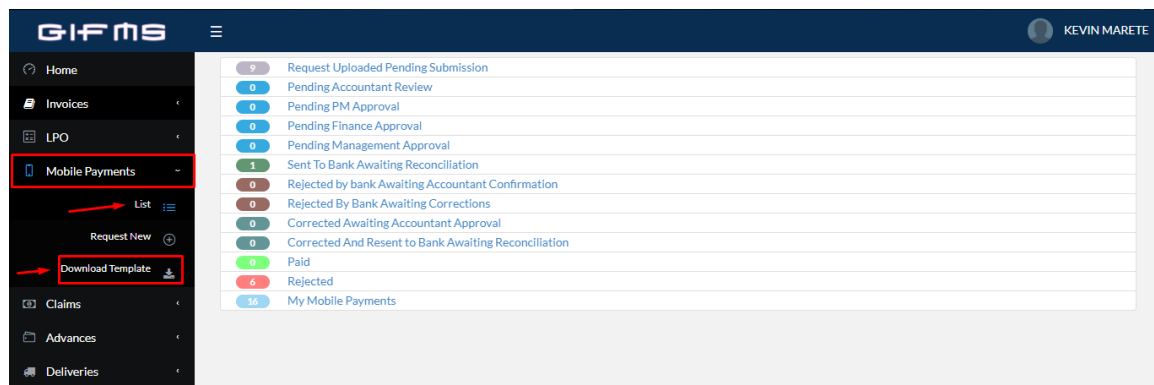 GIFMS
KEVIN MARETE
Home
Invoices
LPO
Mobile Payments
List
Request New
Download Template
Claims
Advances
Deliveries
9 Request Uploaded Pending Submission
0 Pending Accountant Review
0 Pending PM Approval
0 Pending Finance Approval
0 Pending Management Approval
1 Sent To Bank Awaiting Reconciliation
0 Rejected by bank Awaiting Accountant Confirmation
0 Rejected By Bank Awaiting Corrections
0 Corrected Awaiting Accountant Approval
0 Corrected And Resent to Bank Awaiting Reconciliation
0 Paid
6 Rejected
16 My Mobile Payments